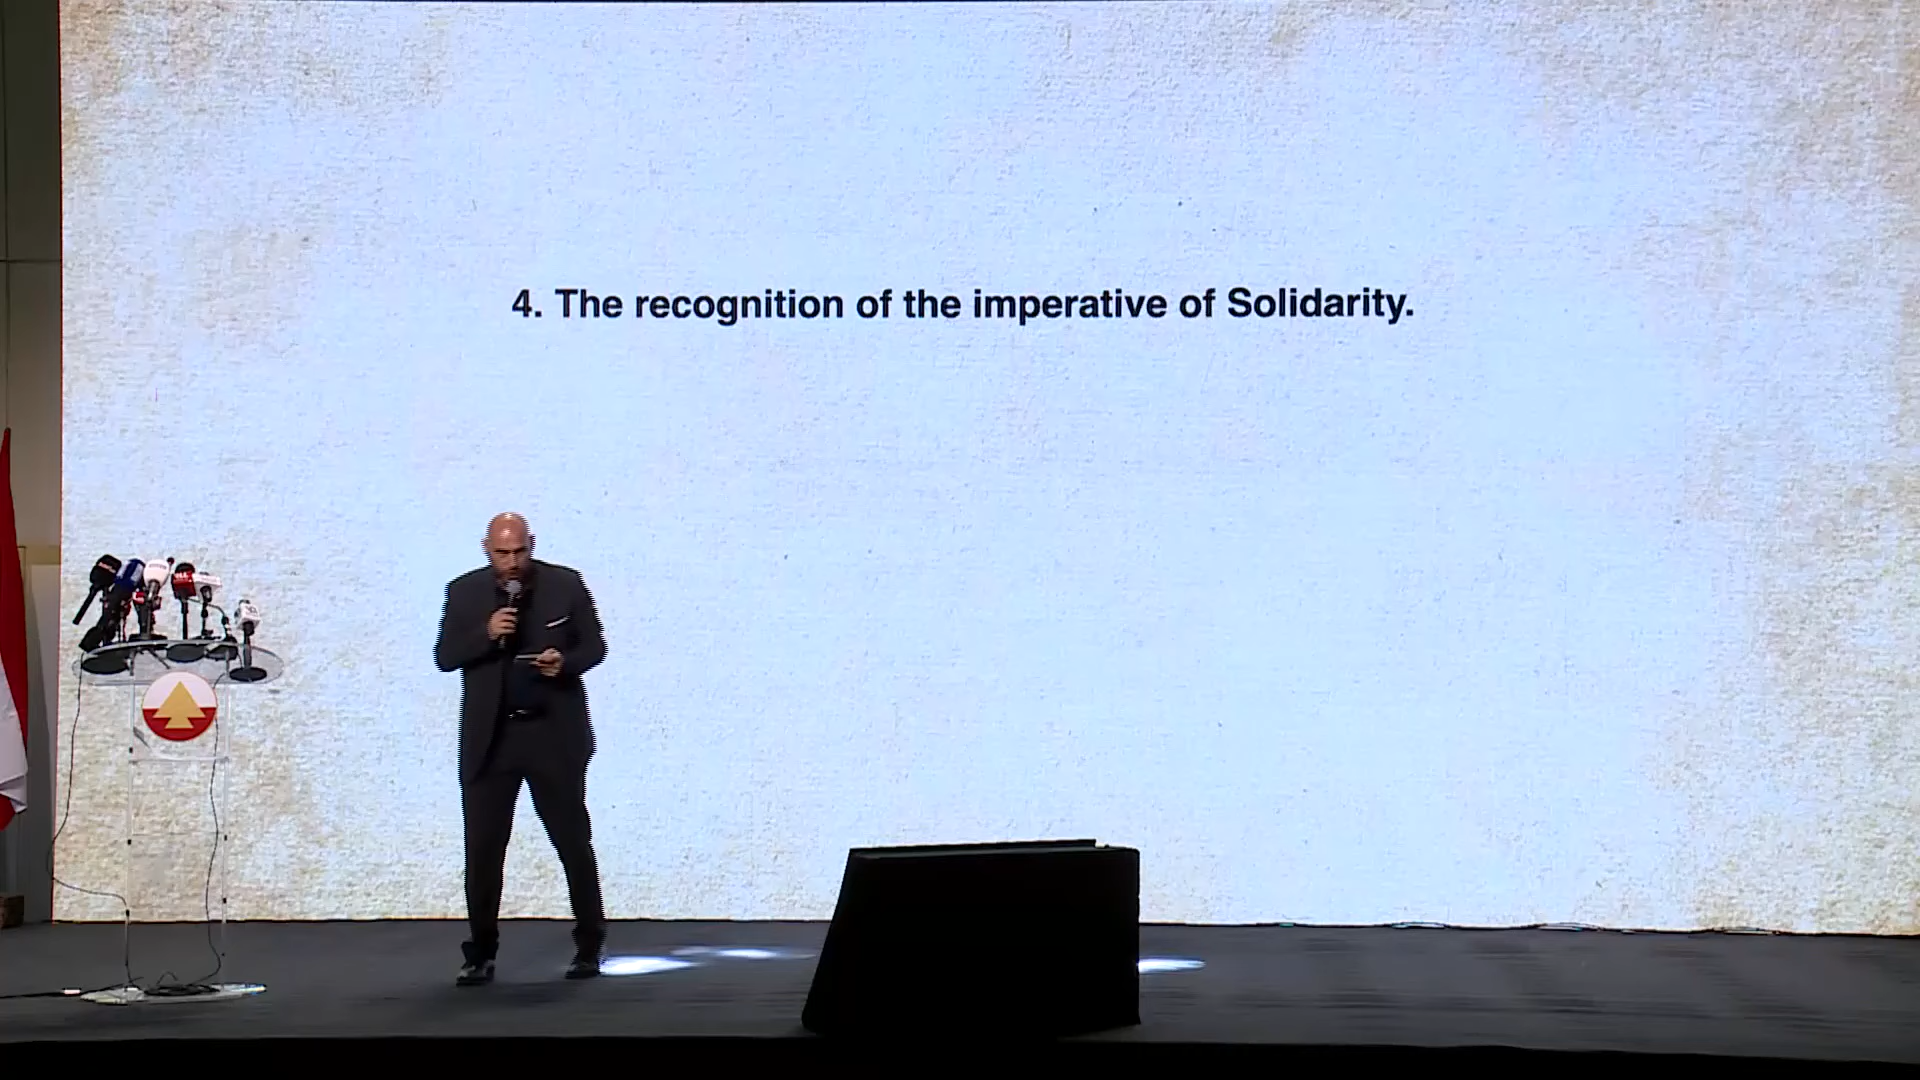 4. The recognition of the imperative of Solidarity.